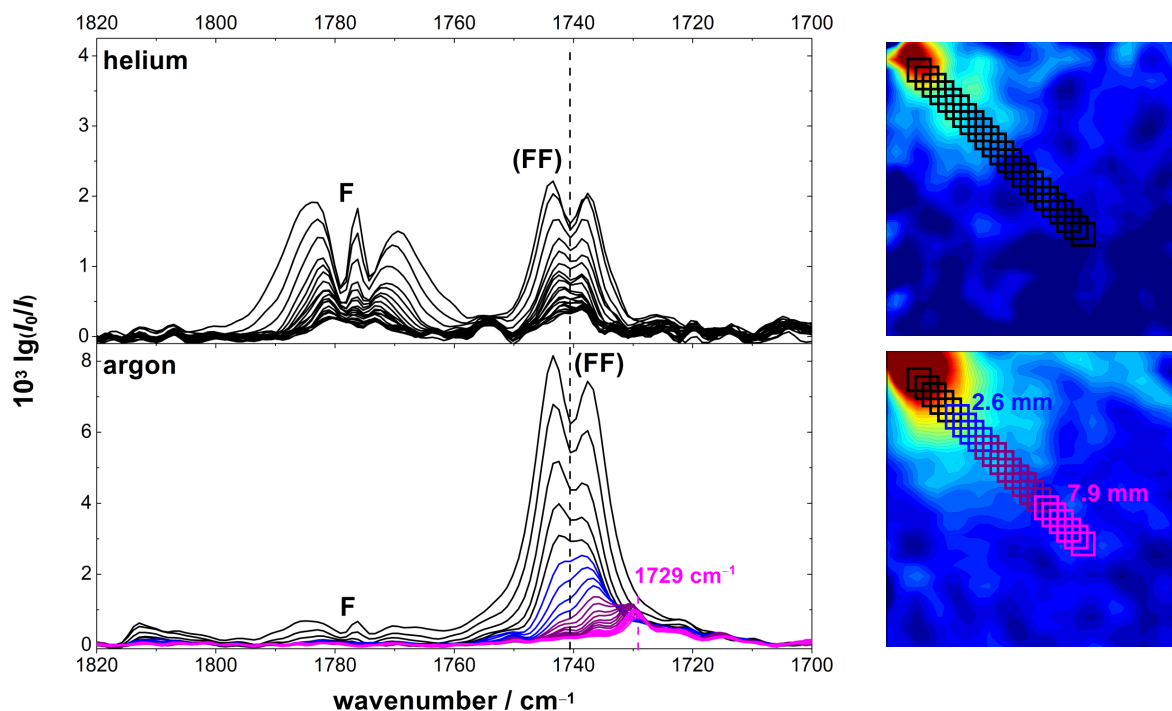 1820 1800 1780 1760 1740 1720 1700
helium
4
3
2
1
0
F
(FF)
argon
8
6
4
2
0
F
(FF)
1729 cm⁻¹
10³ lg(I₀/I)
1820 1800 1780 1760 1740 1720 1700
wavenumber / cm⁻¹
2.6 mm
7.9 mm